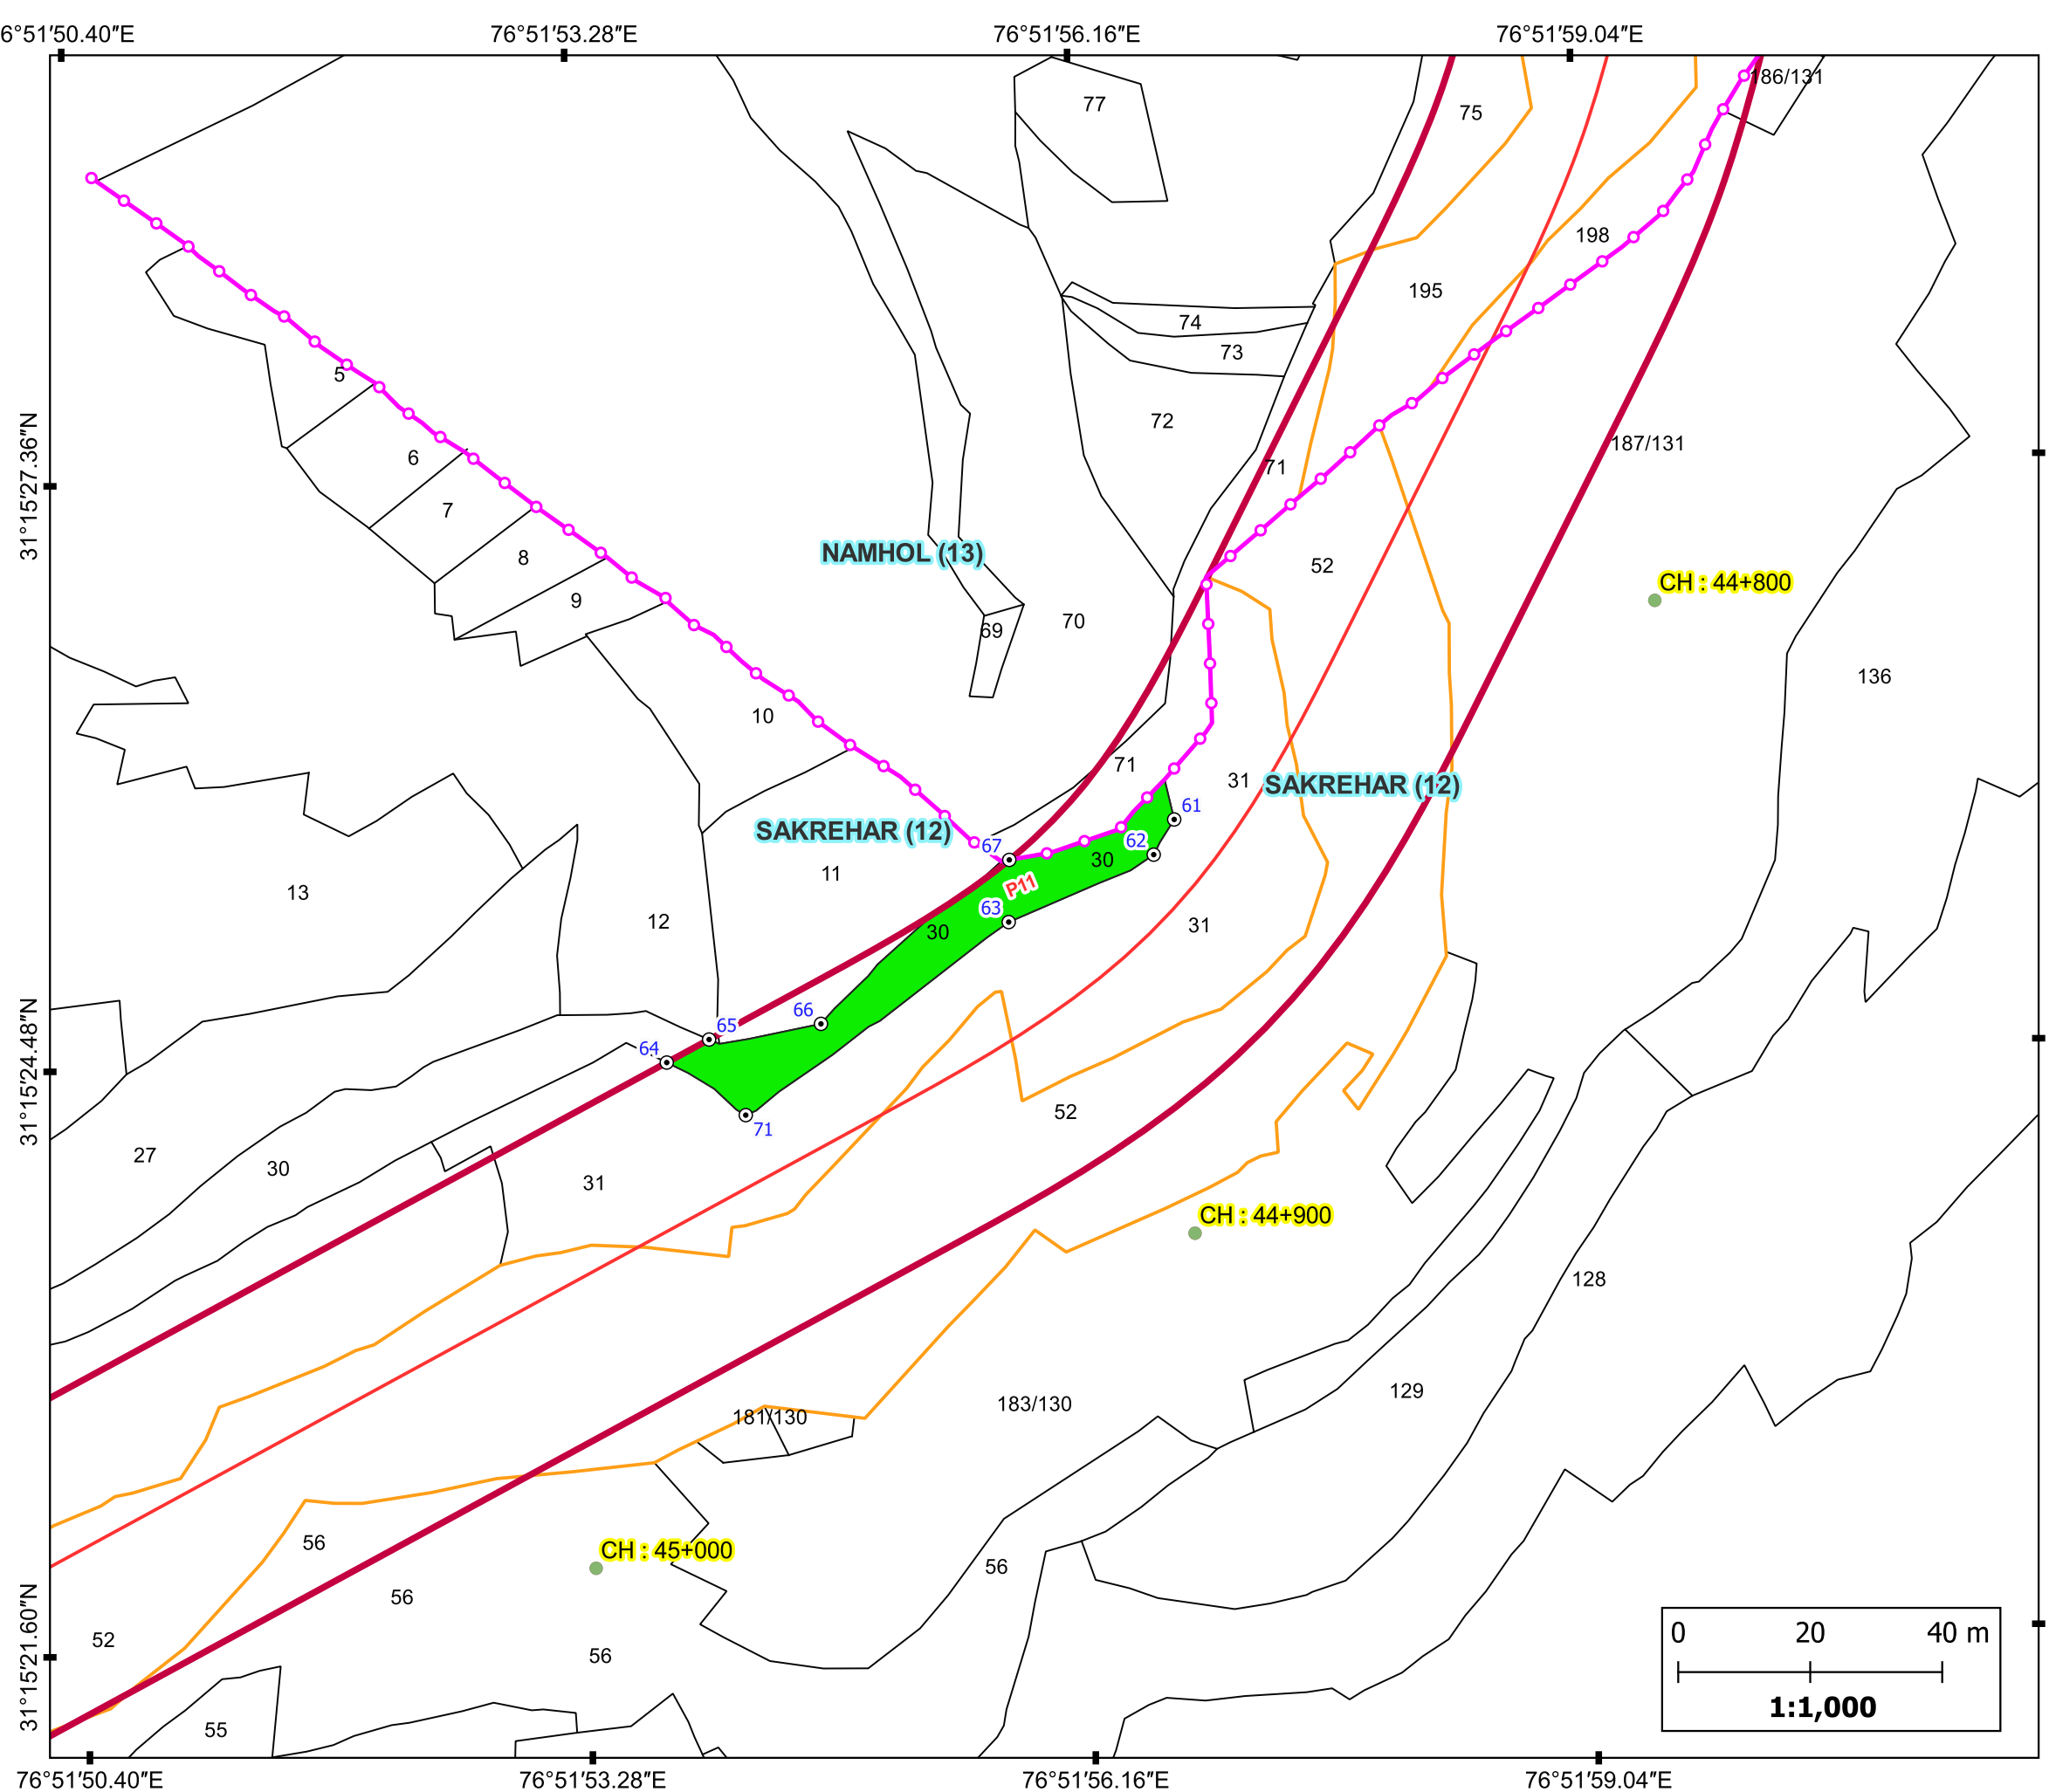 6°51'50.40"E
76°51'53.28"E
76°51'56.16"E
76°51'59.04"E
186/131
77
75
198
195
74
73
5
72
31°15'27.36"N
6
187/131
71
7
NAMHOL (13)
8
52
CH : 44+800
9
70
69
136
10
71
31
SAKREHAR (12)
61
SAKREHAR (12)
62
67
30
11
P11
13
63
12
30
31
66
65
64
31°15'24.48"N
52
71
27
30
31
CH : 44+900
128
129
183/130
181/130
56
CH : 45+000
56
56
0 20 40 m
52
56
31°15'21.60"N
1:1,000
55
76°51'50.40"E
76°51'53.28"E
76°51'56.16"E
76°51'59.04"E